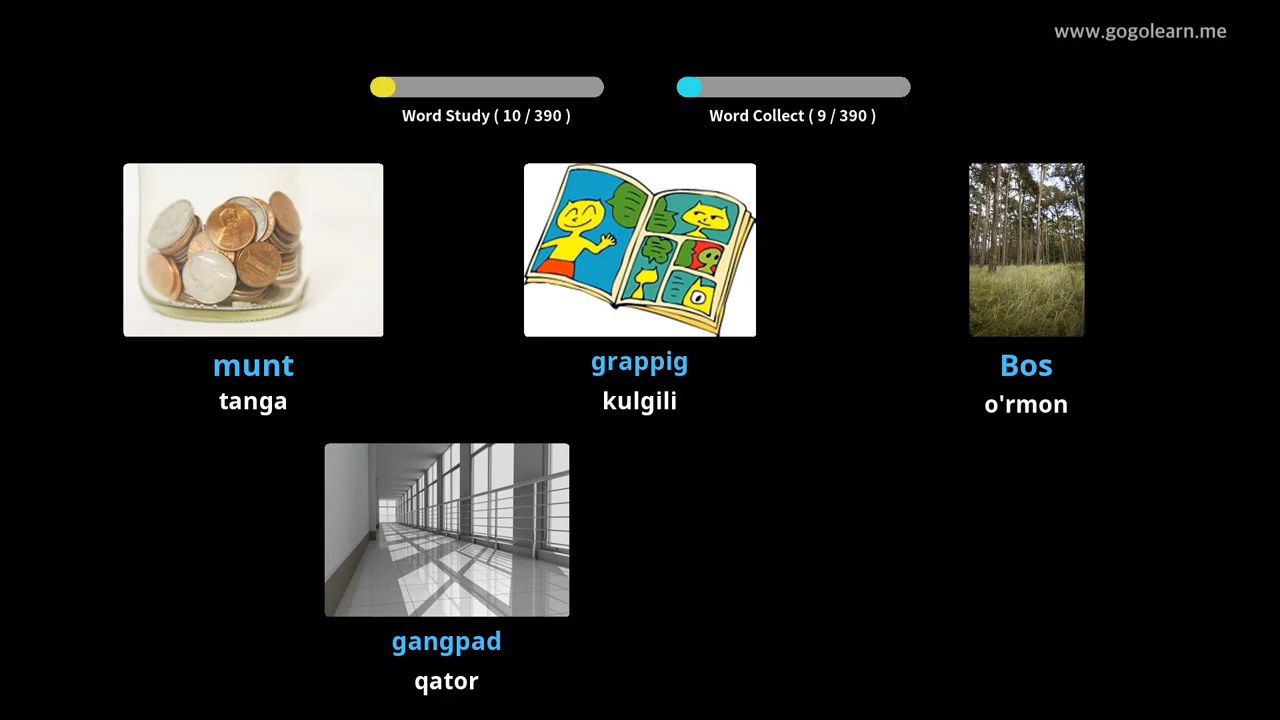 www.gogolearn.me
Word Study ( 10 / 390 )
Word Collect ( 9 / 390 )
munt
tanga
grappig
kulgili
Bos
o'rmon
gangpad
qator